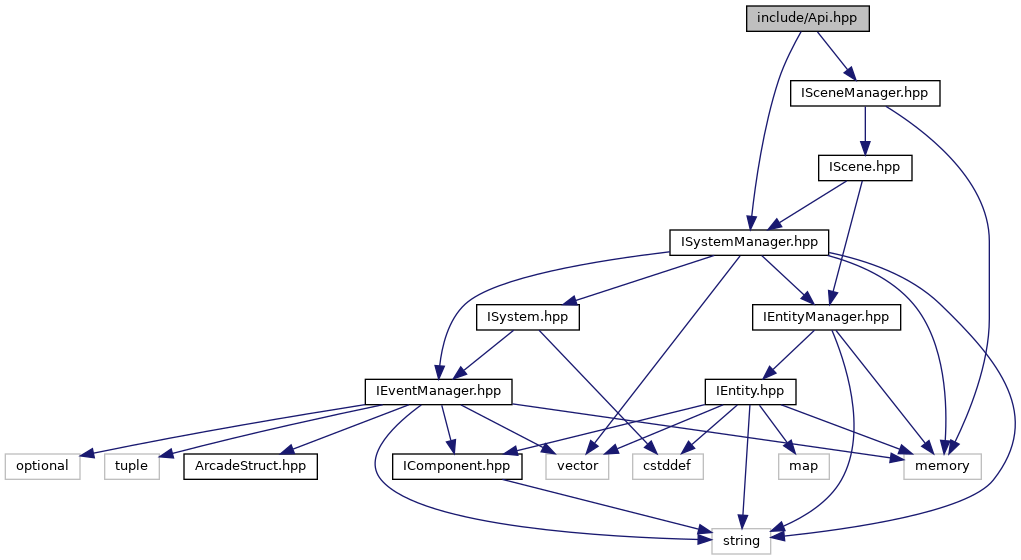 include/Api.hpp
ISceneManager.hpp
IScene.hpp
ISystemManager.hpp
ISystem.hpp
IEntityManager.hpp
IEventManager.hpp
IEntity.hpp
optional
tuple
ArcadeStruct.hpp
IComponent.hpp
vector
cstddef
map
memory
string